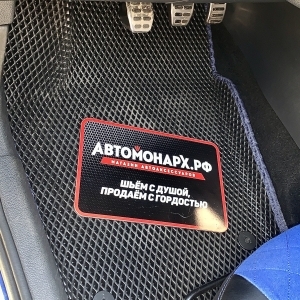 АВТОМОНАРХ.РФ
МАГАЗИН АВТОАКСЕССУАРОВ
ШЬЁМ С ДУШОЙ,
ПРОДАЁМ С ГОРДОСТЬЮ